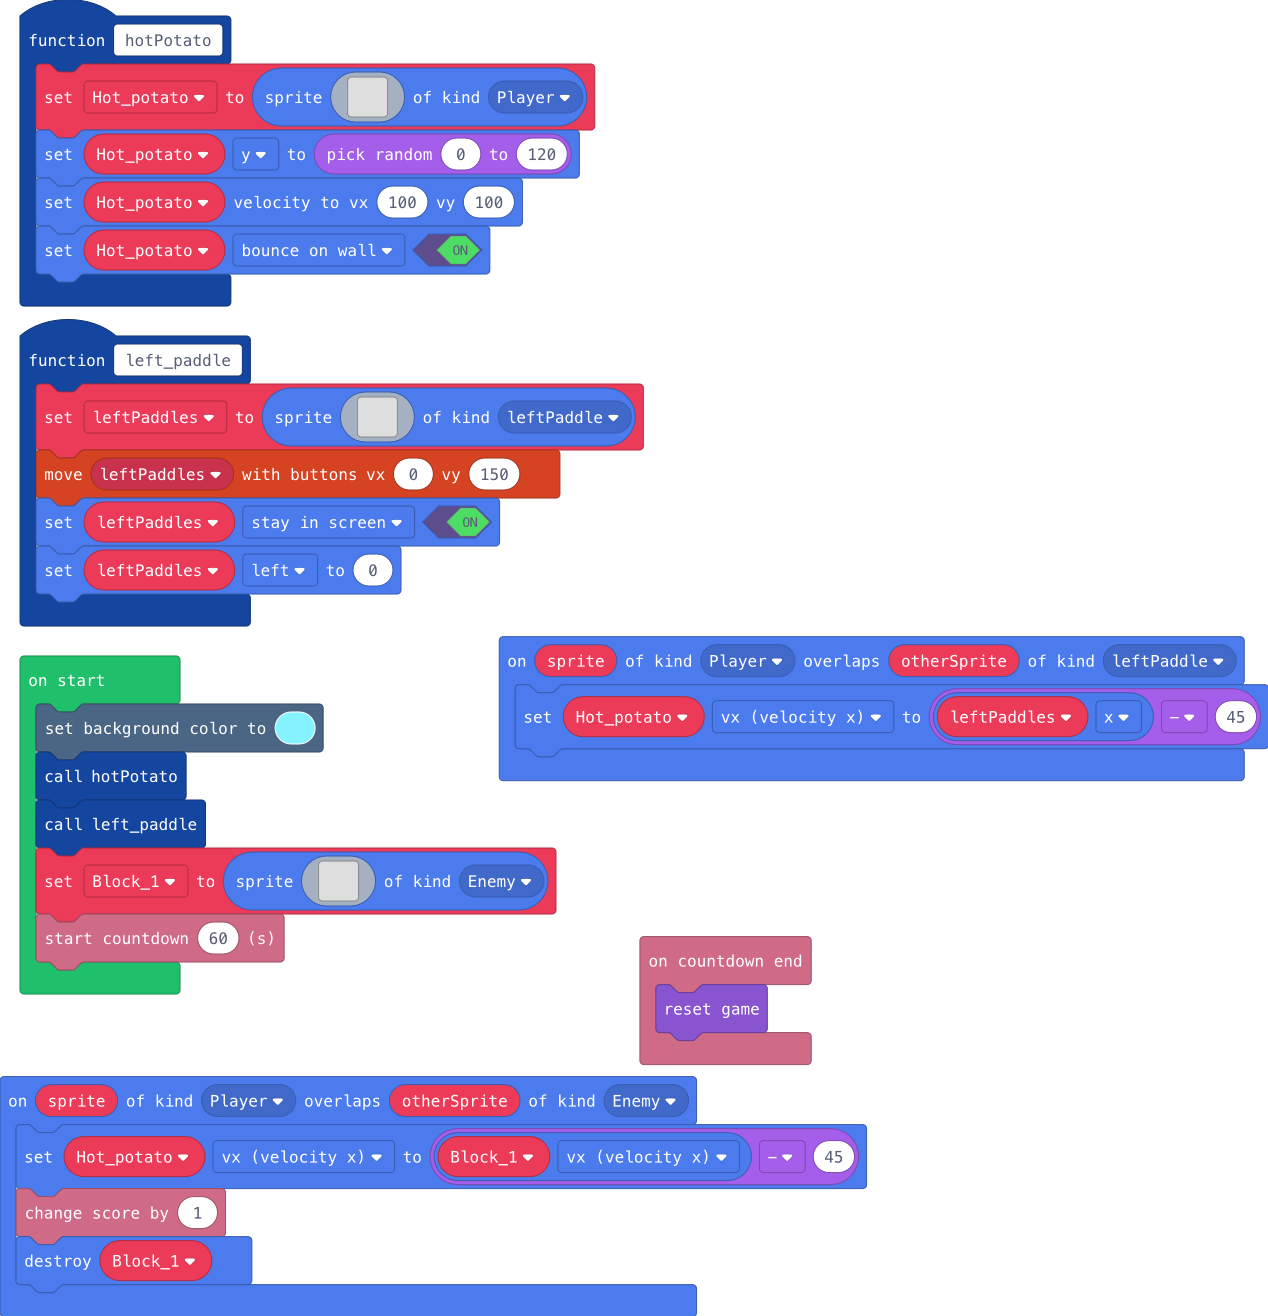 function hotPotato
set Hot_potato to sprite of kind Player
set Hot_potato y to pick random 0 to 120
set Hot_potato velocity to vx 100 vy 100
set Hot_potato bounce on wall ON
function left_paddle
set leftPaddles to sprite of kind leftPaddle
move leftPaddles with buttons vx 0 vy 150
set leftPaddles stay in screen ON
set leftPaddles left to 0
on start
set background color to
call hotPotato
call left_paddle
set Block_1 to sprite of kind Enemy
start countdown 60 (s)
on sprite of kind Player overlaps otherSprite of kind leftPaddle
set Hot_potato vx (velocity x) to leftPaddles x - 45
on countdown end
reset game
on sprite of kind Player overlaps otherSprite of kind Enemy
set Hot_potato vx (velocity x) to Block_1 vx (velocity x) - 45
change score by 1
destroy Block_1